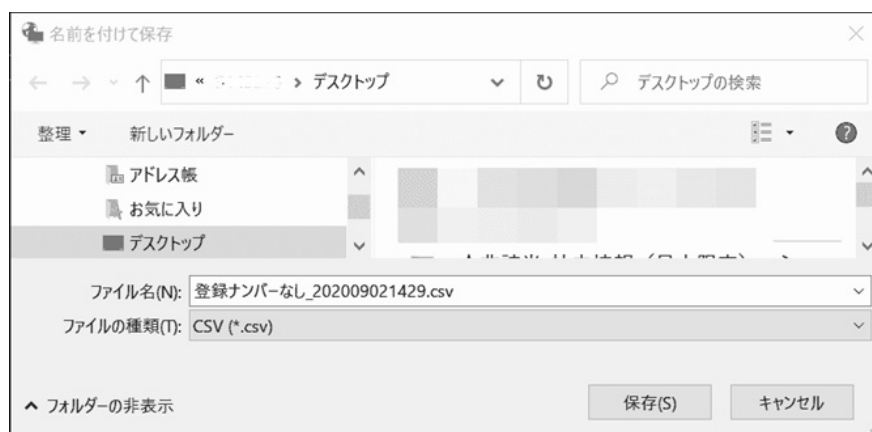 名前を付けて保存
« › デスクトップ
デスクトップの検索
整理
新しいフォルダー
アドレス帳
お気に入り
デスクトップ
ファイル名(N): 登録ナンバーなし_202009021429.csv
ファイルの種類(T): CSV (*.csv)
フォルダーの非表示
保存(S)
キャンセル